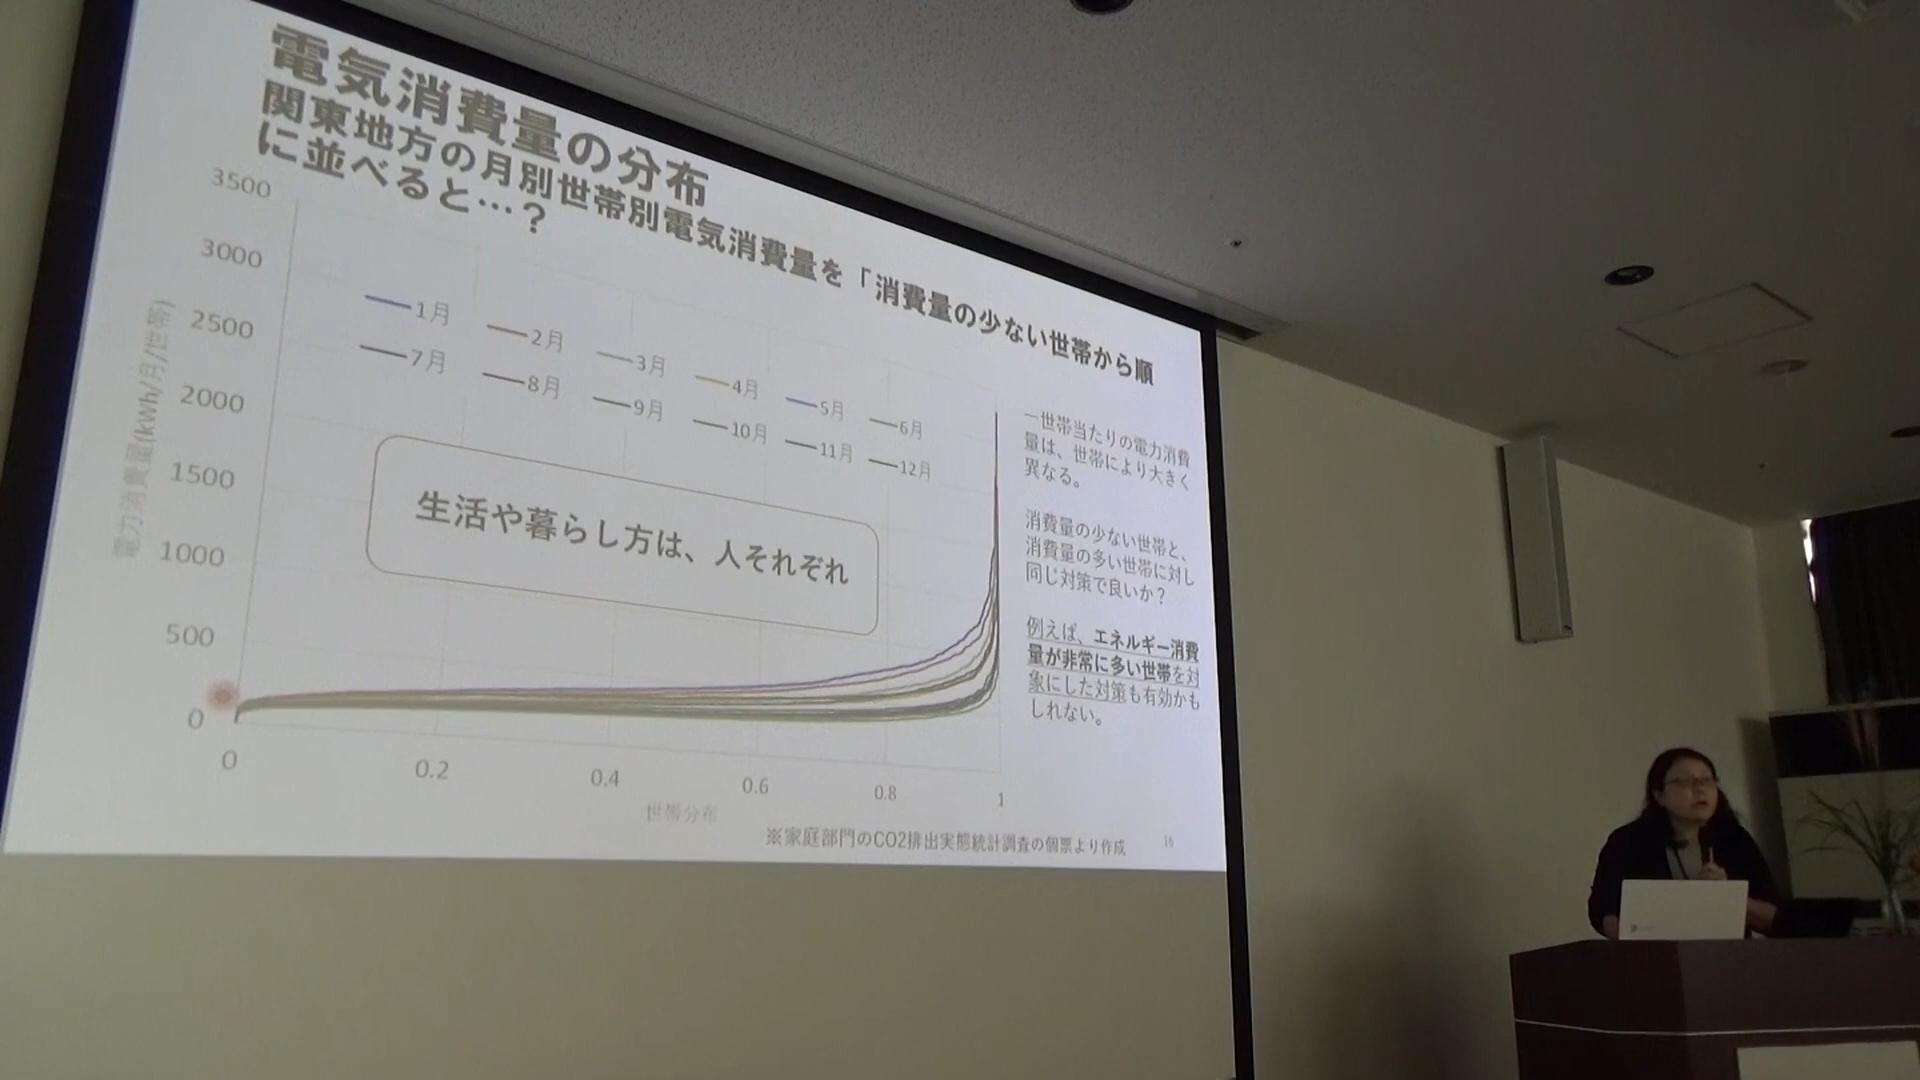 電気消費量の分布
関東地方の月別世帯別電気消費量を「消費量の少ない世帯から順
に並べると…？
3500
3000
2500
2000
1500
1000
500
0
電力消費量(kWh/月/世帯)
1月
2月
3月
4月
5月
6月
7月
8月
9月
10月
11月
12月
生活や暮らし方は、人それぞれ
0
0.2
0.4
0.6
0.8
1
世帯分布
一世帯当たりの電力消費
量は、世帯により大きく
異なる。
消費量の少ない世帯と、
消費量の多い世帯に対し
同じ対策で良いか？
例えば、エネルギー消費
量が非常に多い世帯を対
象にした対策も有効かも
しれない。
※家庭部門のCO2排出実態統計調査の個票より作成
16